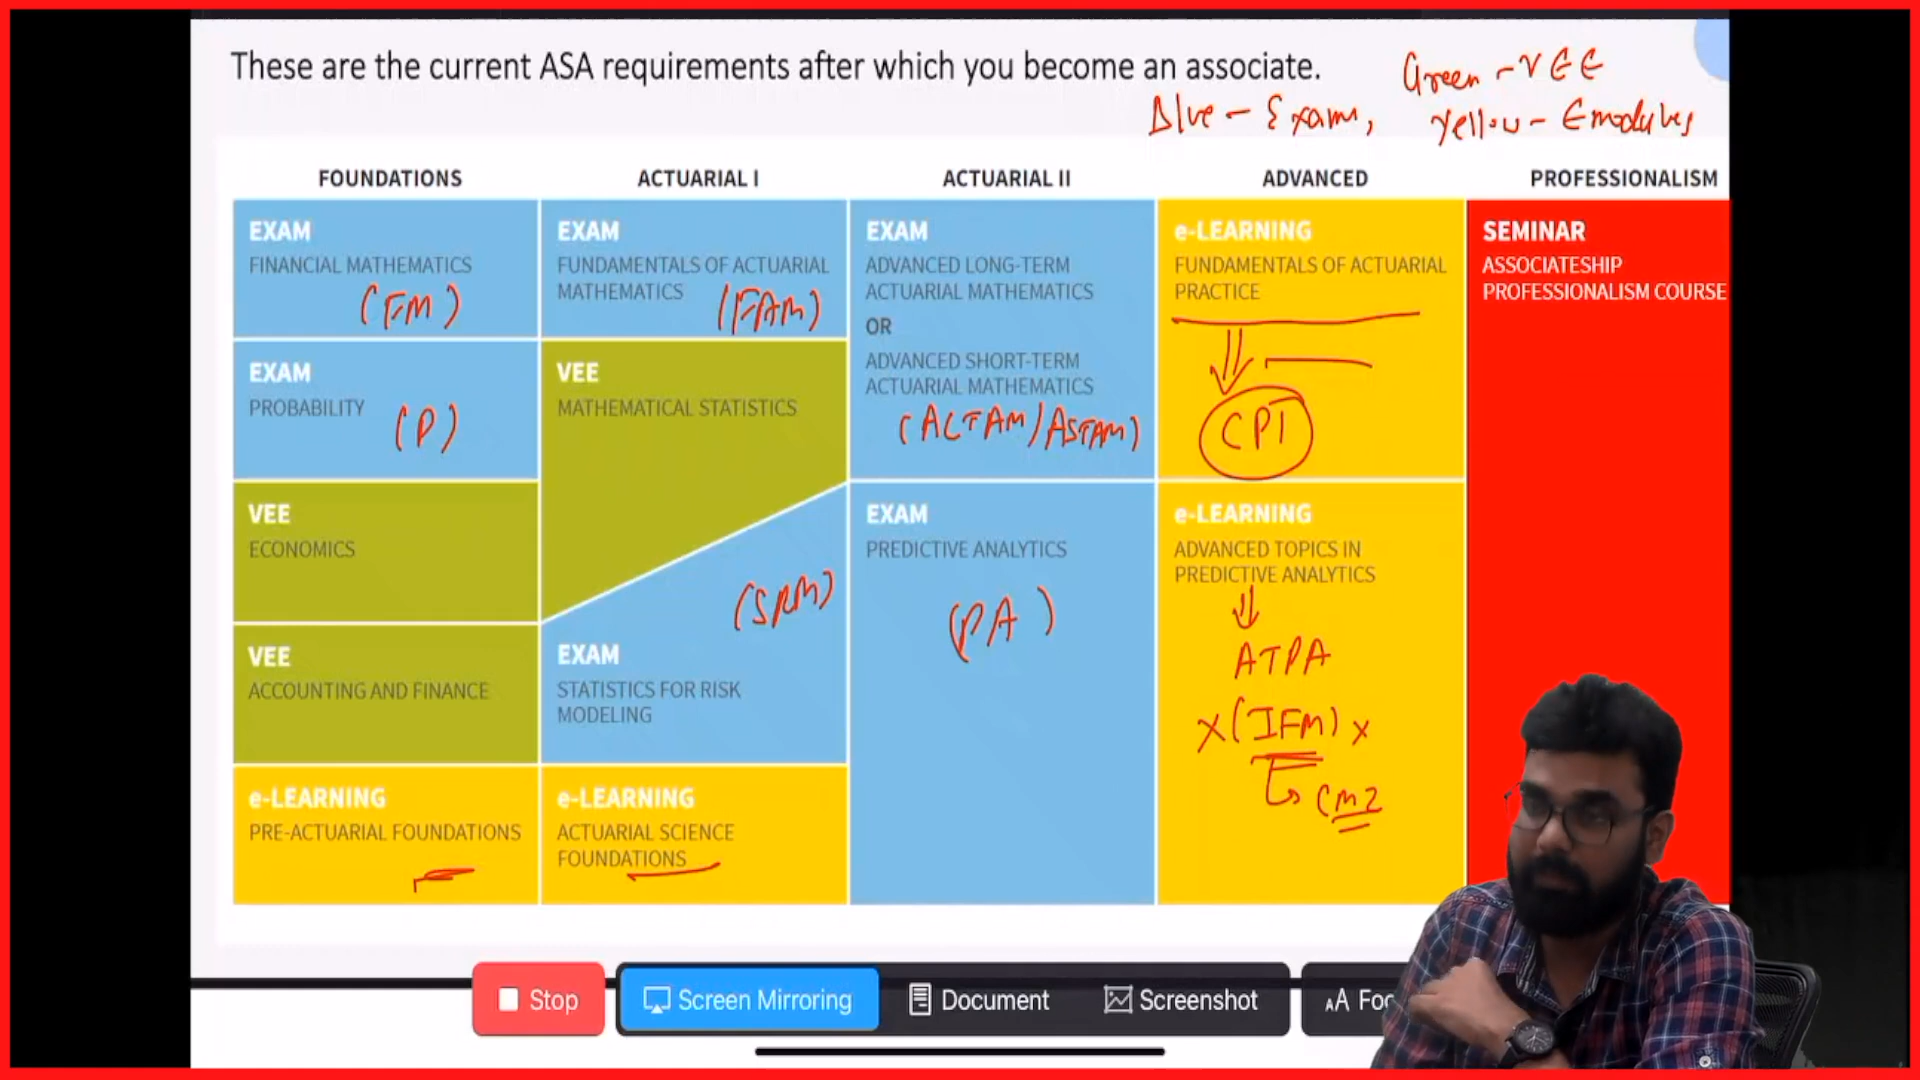 These are the current ASA requirements after which you become an associate.
Green - VEE
Blue - Exams, Yellow - Emodules
FOUNDATIONS
ACTUARIAL I
ACTUARIAL II
ADVANCED
PROFESSIONALISM
EXAM
FINANCIAL MATHEMATICS
(FM)
EXAM
PROBABILITY
(P)
VEE
ECONOMICS
VEE
ACCOUNTING AND FINANCE
e-LEARNING
PRE-ACTUARIAL FOUNDATIONS
EXAM
FUNDAMENTALS OF ACTUARIAL
MATHEMATICS
(FAM)
VEE
MATHEMATICAL STATISTICS
(SRM)
EXAM
STATISTICS FOR RISK
MODELING
e-LEARNING
ACTUARIAL SCIENCE
FOUNDATIONS
EXAM
ADVANCED LONG-TERM
ACTUARIAL MATHEMATICS
OR
ADVANCED SHORT-TERM
ACTUARIAL MATHEMATICS
(ALTAM/ASTAM)
EXAM
PREDICTIVE ANALYTICS
(PA)
e-LEARNING
FUNDAMENTALS OF ACTUARIAL
PRACTICE
CP1
e-LEARNING
ADVANCED TOPICS IN
PREDICTIVE ANALYTICS
ATPA
x (IFM) x
CM2
SEMINAR
ASSOCIATESHIP
PROFESSIONALISM COURSE
Stop
Screen Mirroring
Document
Screenshot
AA Foc